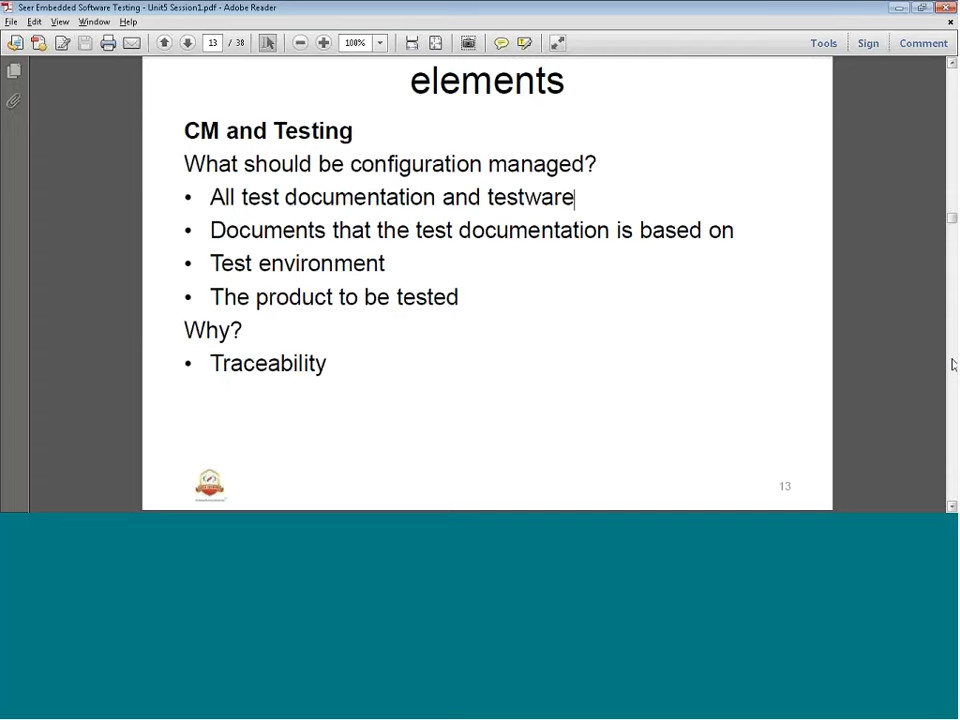 Seer Embedded Software Testing - Unit5 Session1.pdf - Adobe Reader
File Edit View Window Help
13 / 38 100% Tools Sign Comment
elements
CM and Testing
What should be configuration managed?
• All test documentation and testware
• Documents that the test documentation is based on
• Test environment
• The product to be tested
Why?
• Traceability
13